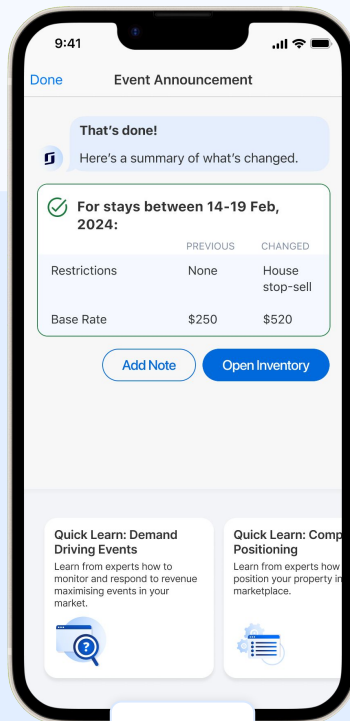 9:41
Done Event Announcement
That's done!
Here's a summary of what's changed.
For stays between 14-19 Feb,
2024:
PREVIOUS CHANGED
Restrictions None House
stop-sell
Base Rate $250 $520
Add Note Open Inventory
Quick Learn: Demand
Driving Events
Learn from experts how to
monitor and respond to revenue
maximising events in your
market.
Quick Learn: Comp
Positioning
Learn from experts how
position your property in
marketplace.